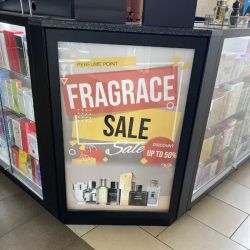 PERFUME POINT
FRAGRACE
SALE
Sale
DISCOUNT
UP TO 50%